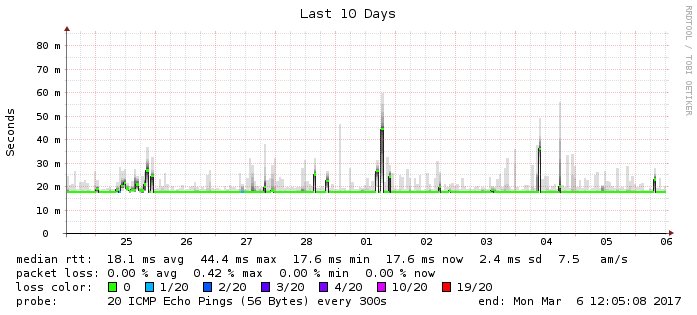 Last 10 Days
RRDTOOL / TOBI OETIKER
80 m
70 m
60 m
50 m
40 m
30 m
20 m
10 m
0
Seconds
25 26 27 28 01 02 03 04 05 06
median rtt: 18.1 ms avg 44.4 ms max 17.6 ms min 17.6 ms now 2.4 ms sd 7.5 am/s
packet loss: 0.00 % avg 0.42 % max 0.00 % min 0.00 % now
loss color: 0 1/20 2/20 3/20 4/20 10/20 19/20
probe: 20 ICMP Echo Pings (56 Bytes) every 300s end: Mon Mar 6 12:05:08 2017